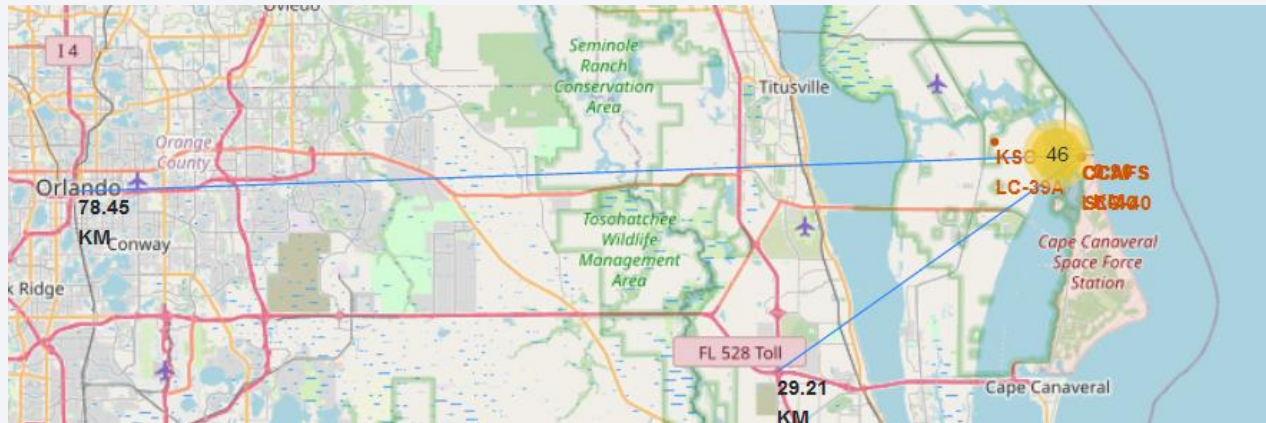 Oviedo
I 4
Seminole
Ranch
Conservation
Area
Titusville
Orange
County
46
KSC
LC-39A
Orlando
78.45
KM
Conway
Tosohatchee
Wildlife
Management
Area
Cape Canaveral
Space Force
Station
k Ridge
FL 528 Toll
29.21
KM
Cape Canaveral